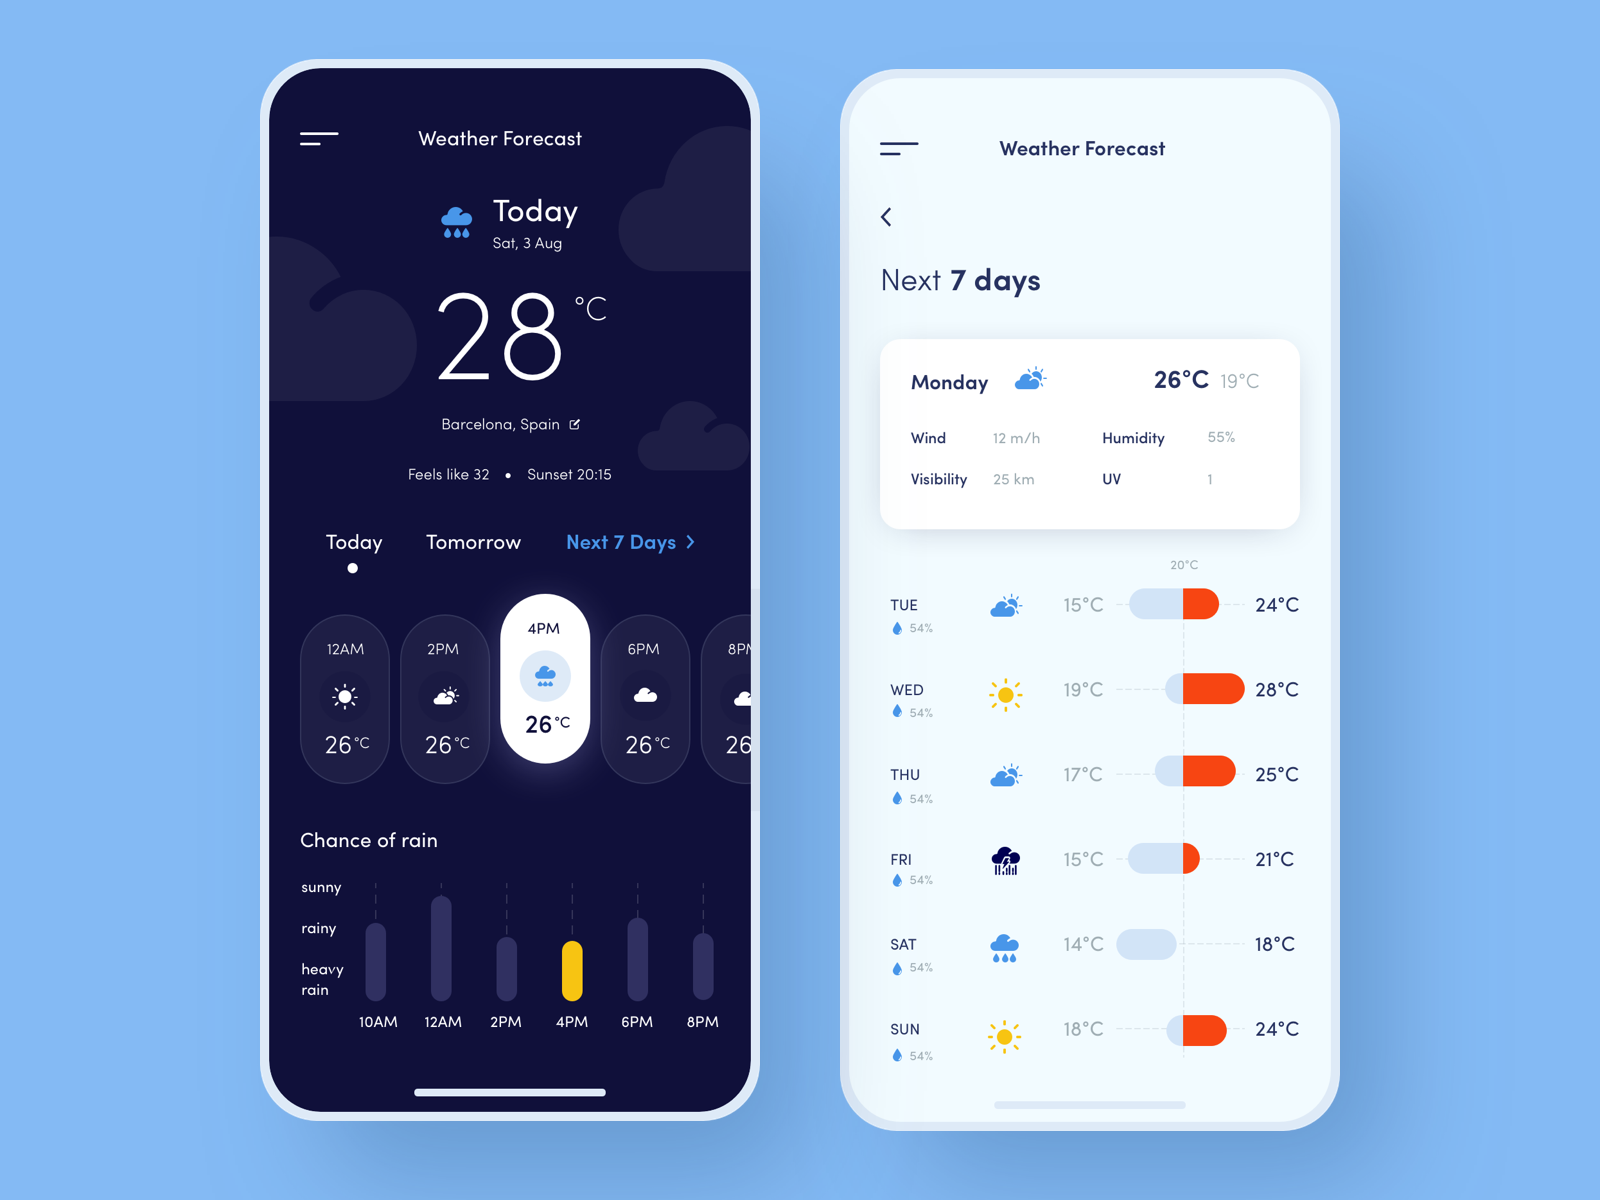 Weather Forecast
Today
Sat, 3 Aug
28 °C
Barcelona, Spain
Feels like 32 • Sunset 20:15
Today Tomorrow Next 7 Days >
12AM 2PM 4PM 6PM 8PM
26°C 26°C 26°C 26°C 26
Chance of rain
sunny
rainy
heavy
rain
10AM 12AM 2PM 4PM 6PM 8PM
Weather Forecast
<
Next 7 days
Monday 26°C 19°C
Wind 12 m/h Humidity 55%
Visibility 25 km UV 1
20°C
TUE 15°C 24°C
54%
WED 19°C 28°C
54%
THU 17°C 25°C
54%
FRI 15°C 21°C
54%
SAT 14°C 18°C
54%
SUN 18°C 24°C
54%